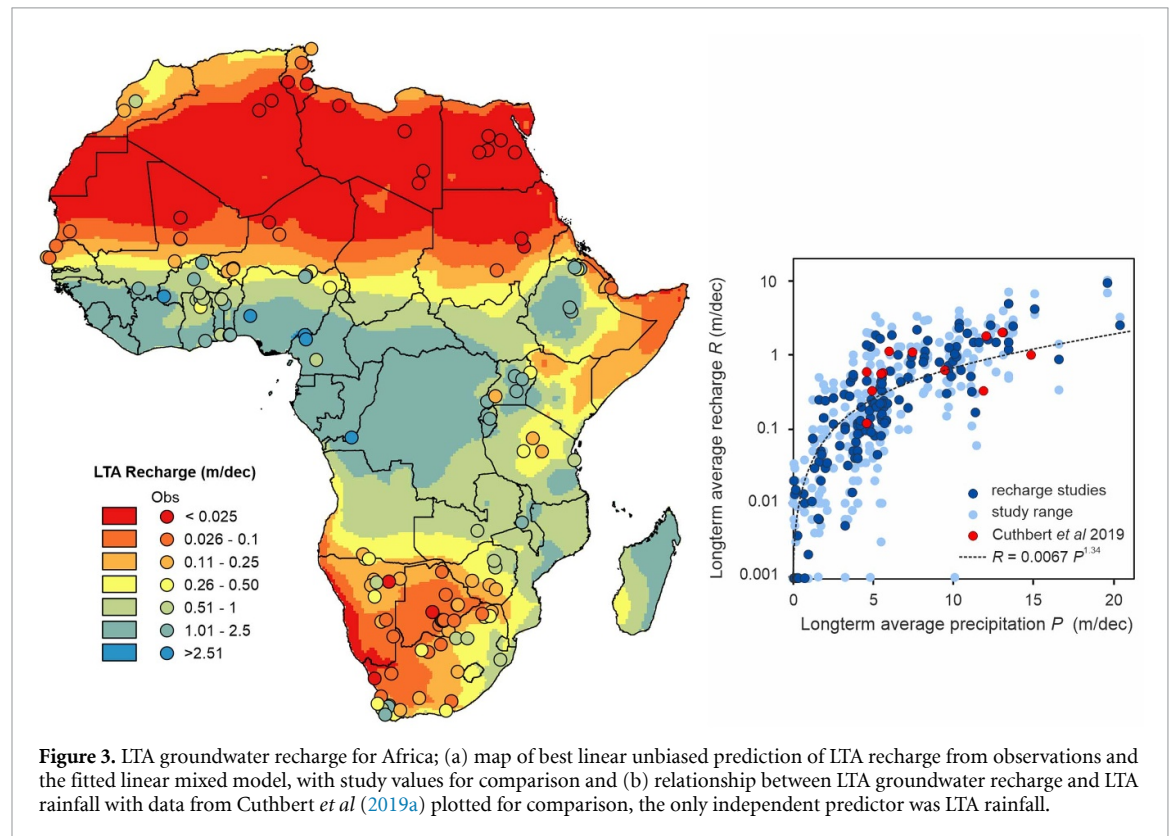 LTA Recharge (m/dec)
Obs
< 0.025
0.026 - 0.1
0.11 - 0.25
0.26 - 0.50
0.51 - 1
1.01 - 2.5
>2.51
Longterm average recharge R (m/dec)
10
1
0.1
0.01
0.001
recharge studies
study range
Cuthbert et al 2019
R = 0.0067 P^1.34
0
5
10
15
20
Longterm average precipitation P (m/dec)
Figure 3. LTA groundwater recharge for Africa; (a) map of best linear unbiased prediction of LTA recharge from observations and
the fitted linear mixed model, with study values for comparison and (b) relationship between LTA groundwater recharge and LTA
rainfall with data from Cuthbert et al (2019a) plotted for comparison, the only independent predictor was LTA rainfall.